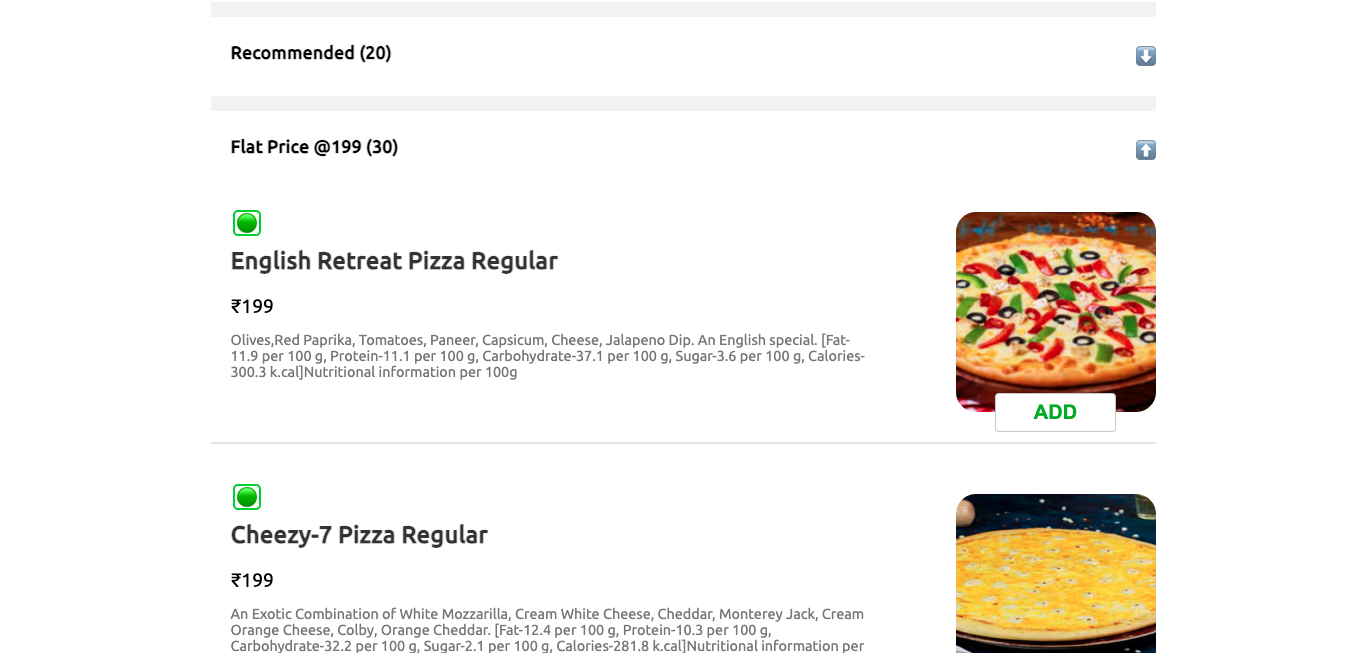 Recommended (20)
Flat Price @199 (30)
English Retreat Pizza Regular
₹199
Olives,Red Paprika, Tomatoes, Paneer, Capsicum, Cheese, Jalapeno Dip. An English special. [Fat-
11.9 per 100 g, Protein-11.1 per 100 g, Carbohydrate-37.1 per 100 g, Sugar-3.6 per 100 g, Calories-
300.3 k.cal]Nutritional information per 100g
ADD
Cheezy-7 Pizza Regular
₹199
An Exotic Combination of White Mozzarilla, Cream White Cheese, Cheddar, Monterey Jack, Cream
Orange Cheese, Colby, Orange Cheddar. [Fat-12.4 per 100 g, Protein-10.3 per 100 g,
Carbohydrate-32.2 per 100 g, Sugar-2.1 per 100 g, Calories-281.8 k.cal]Nutritional information per